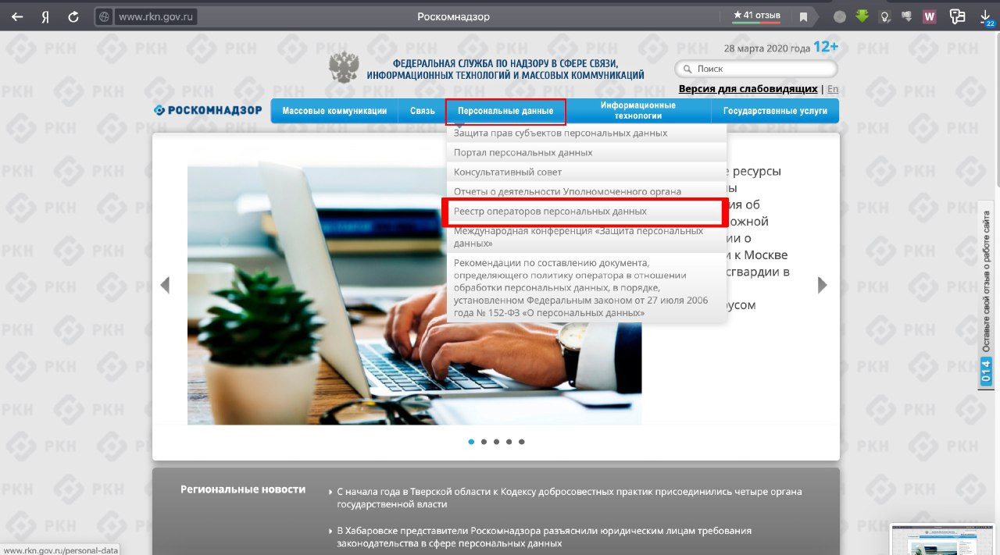 www.rkn.gov.ru
Роскомнадзор
★ 41 отзыв
W
22
28 марта 2020 года 12+
ФЕДЕРАЛЬНАЯ СЛУЖБА ПО НАДЗОРУ В СФЕРЕ СВЯЗИ,
ИНФОРМАЦИОННЫХ ТЕХНОЛОГИЙ И МАССОВЫХ КОММУНИКАЦИЙ
Поиск
Версия для слабовидящих | En
РОСКОМНАДЗОР
Массовые коммуникации
Связь
Персональные данные
Информационные
технологии
Государственные услуги
Защита прав субъектов персональных данных
Портал персональных данных
Консультативный совет
Отчеты о деятельности Уполномоченного органа
Реестр операторов персональных данных
Международная конференция «Защита персональных
данных»
Рекомендации по составлению документа,
определяющего политику оператора в отношении
обработки персональных данных, в порядке,
установленном Федеральным законом от 27 июля 2006
года № 152-ФЗ «О персональных данных»
е ресурсы
ы
ия об
ожной
ии о
и к Москве
сгвардии в
русом
Оставьте свой отзыв о работе сайта
014
Региональные новости
С начала года в Тверской области к Кодексу добросовестных практик присоединились четыре органа
государственной власти
В Хабаровске представители Роскомнадзора разъяснили юридическим лицам требования
законодательства в сфере персональных данных
www.rkn.gov.ru/personal-data
РКН